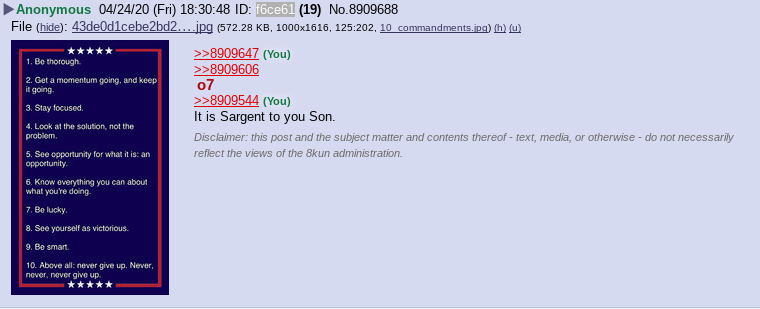 ▶Anonymous 04/24/20 (Fri) 18:30:48 ID: f6ce61 (19) No.8909688
File (hide): 43de0d1cebe2bd2….jpg (572.28 KB, 1000x1616, 125:202, 10_commandments.jpg) (h) (u)
★★★★★
1. Be thorough.
2. Get a momentum going, and keep
it going.
3. Stay focused.
4. Look at the solution, not the
problem.
5. See opportunity for what it is: an
opportunity.
6. Know everything you can about
what you're doing.
7. Be lucky.
8. See yourself as victorious.
9. Be smart.
10. Above all: never give up. Never,
never, never give up.
★★★★★
>>8909647 (You)
>>8909606
o7
>>8909544 (You)
It is Sargent to you Son.
Disclaimer: this post and the subject matter and contents thereof - text, media, or otherwise - do not necessarily
reflect the views of the 8kun administration.